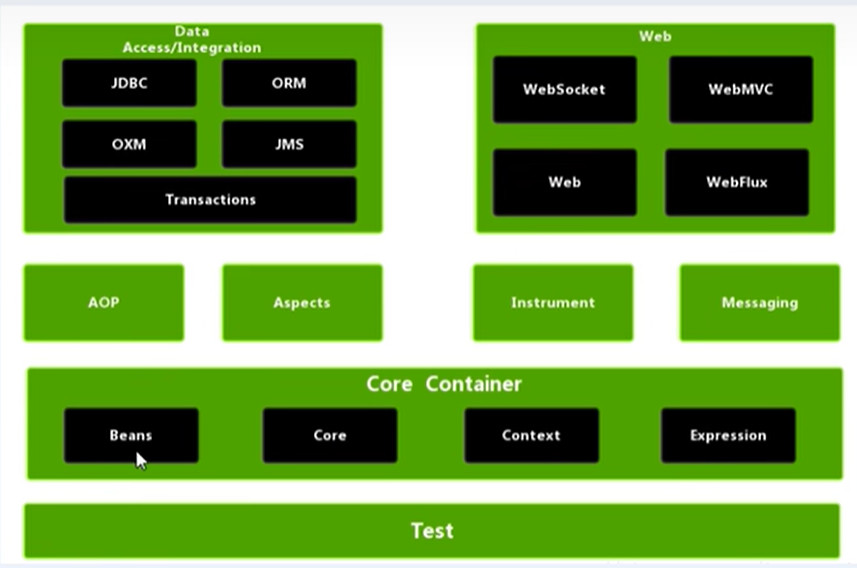 Data
Access/Integration
JDBC
ORM
OXM
JMS
Transactions
Web
WebSocket
WebMVC
Web
WebFlux
AOP
Aspects
Instrument
Messaging
Core Container
Beans
Core
Context
Expression
Test